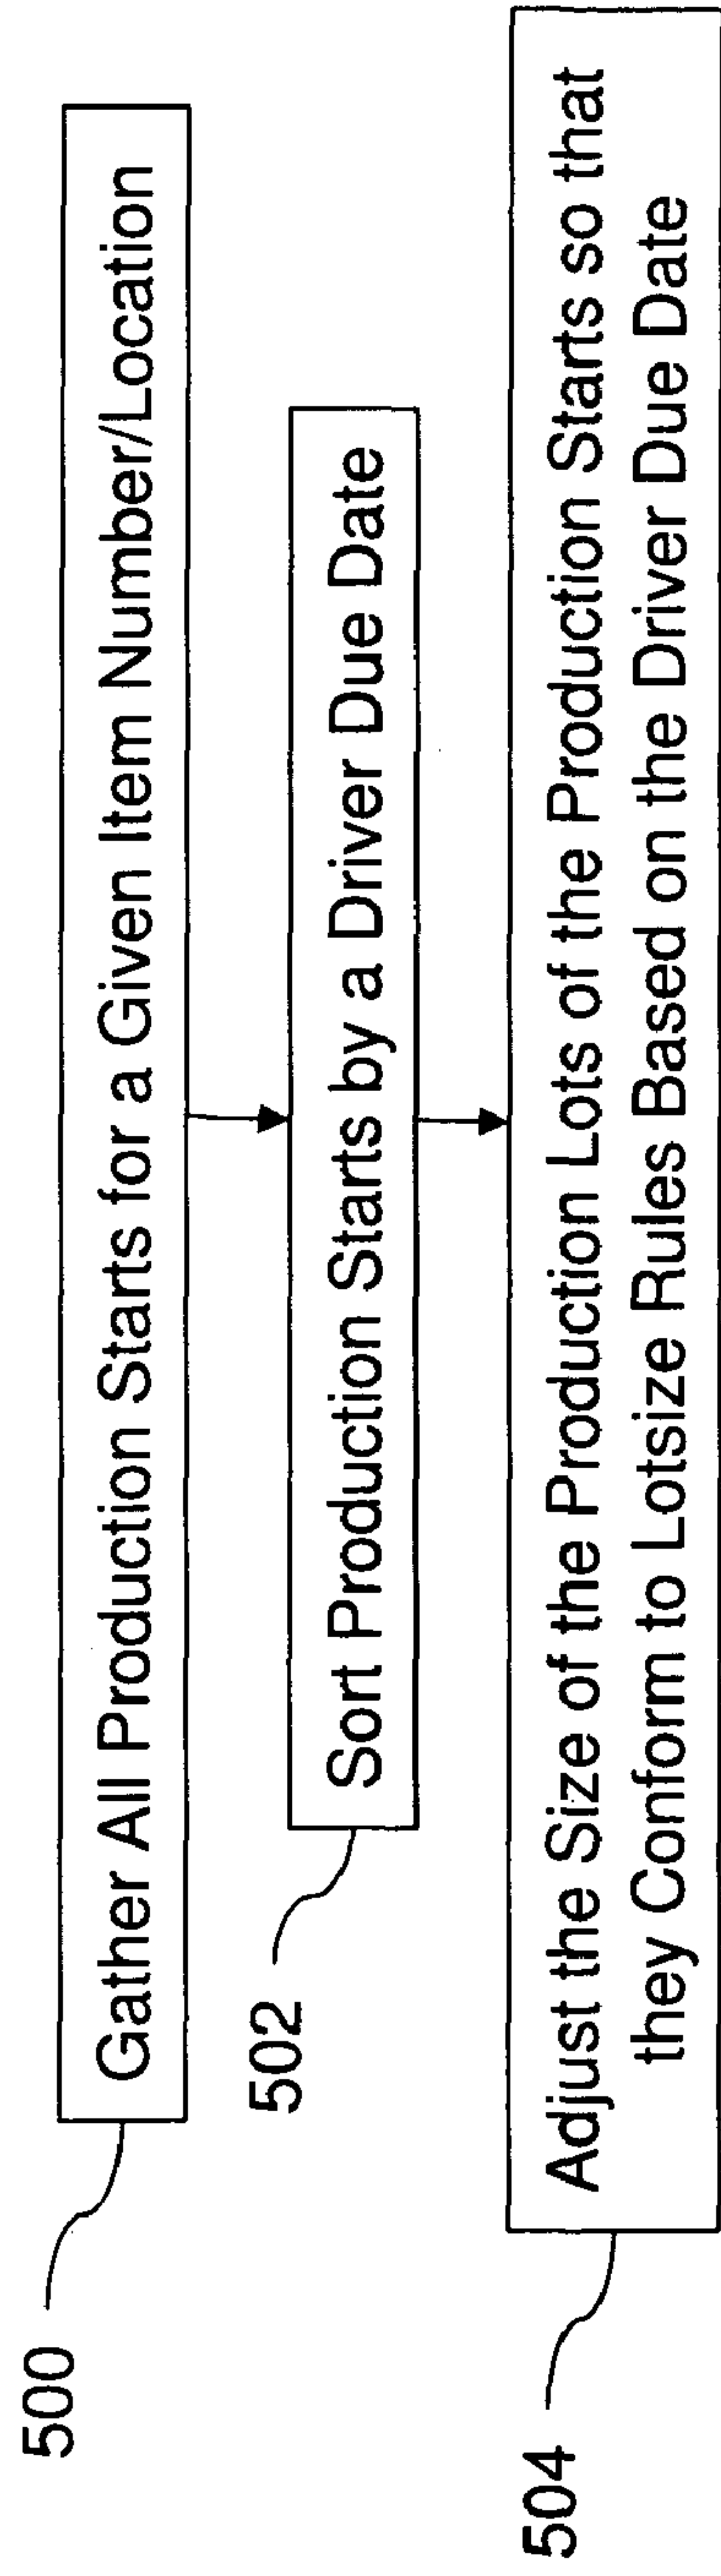 500
Gather All Production Starts for a Given Item Number/Location
502
Sort Production Starts by a Driver Due Date
504
Adjust the Size of the Production Lots of the Production Starts so that
they Conform to Lotsize Rules Based on the Driver Due Date